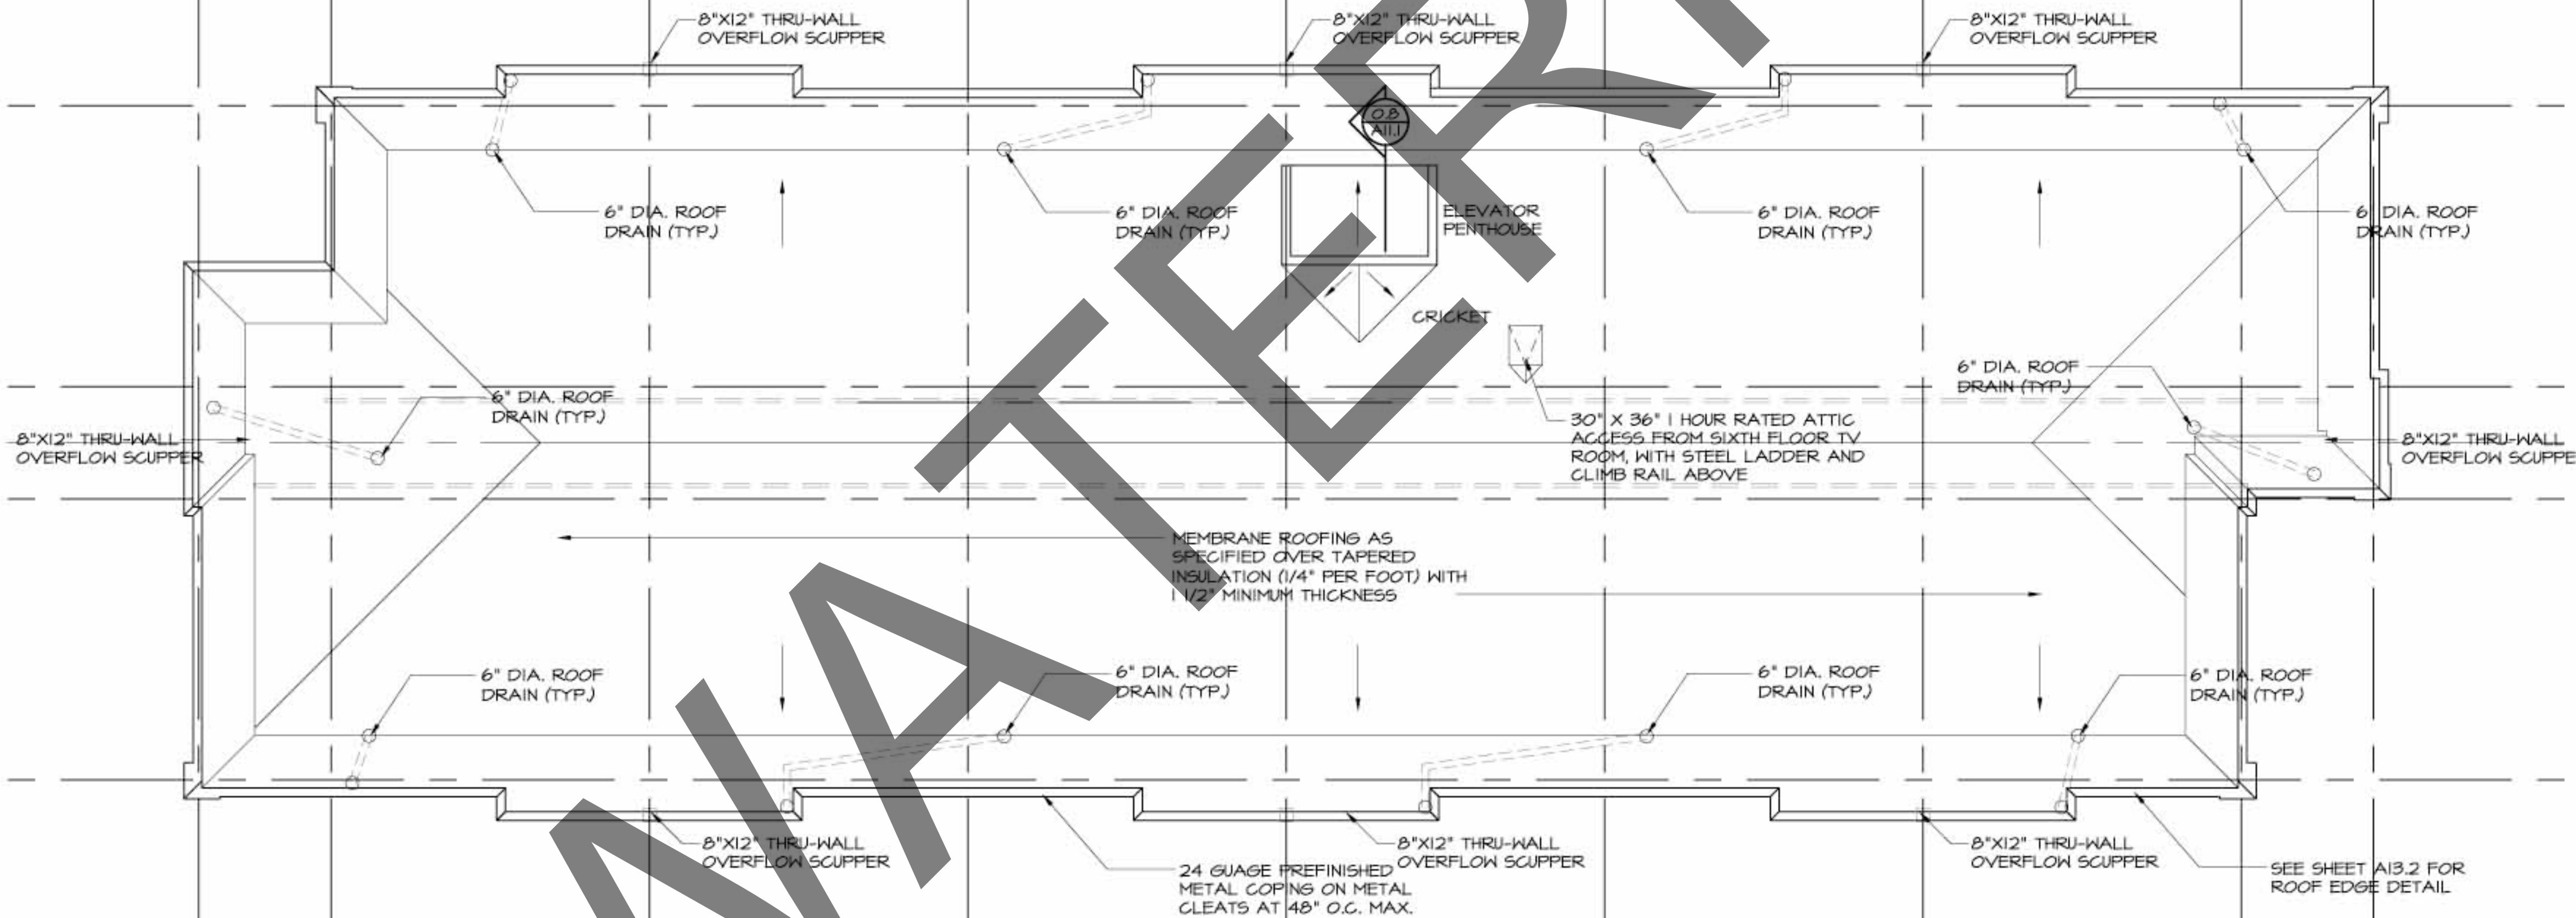 8"X12" THRU-WALL
OVERFLOW SCUPPER
8"X12" THRU-WALL
OVERFLOW SCUPPER
8"X12" THRU-WALL
OVERFLOW SCUPPER
0.8
A11.1
6" DIA. ROOF
DRAIN (TYP.)
6" DIA. ROOF
DRAIN (TYP.)
ELEVATOR
PENTHOUSE
6" DIA. ROOF
DRAIN (TYP.)
6" DIA. ROOF
DRAIN (TYP.)
CRICKET
6" DIA. ROOF
DRAIN (TYP.)
6" DIA. ROOF
DRAIN (TYP.)
8"X12" THRU-WALL
OVERFLOW SCUPPER
30" X 36" 1 HOUR RATED ATTIC
ACCESS FROM SIXTH FLOOR TV
ROOM, WITH STEEL LADDER AND
CLIMB RAIL ABOVE
8"X12" THRU-WALL
OVERFLOW SCUPPE
MEMBRANE ROOFING AS
SPECIFIED OVER TAPERED
INSULATION (1/4" PER FOOT) WITH
1 1/2" MINIMUM THICKNESS
6" DIA. ROOF
DRAIN (TYP.)
6" DIA. ROOF
DRAIN (TYP.)
6" DIA. ROOF
DRAIN (TYP.)
6" DIA. ROOF
DRAIN (TYP.)
8"X12" THRU-WALL
OVERFLOW SCUPPER
24 GUAGE PREFINISHED
METAL COPING ON METAL
CLEATS AT 48" O.C. MAX.
8"X12" THRU-WALL
OVERFLOW SCUPPER
8"X12" THRU-WALL
OVERFLOW SCUPPER
SEE SHEET A13.2 FOR
ROOF EDGE DETAIL
WATER